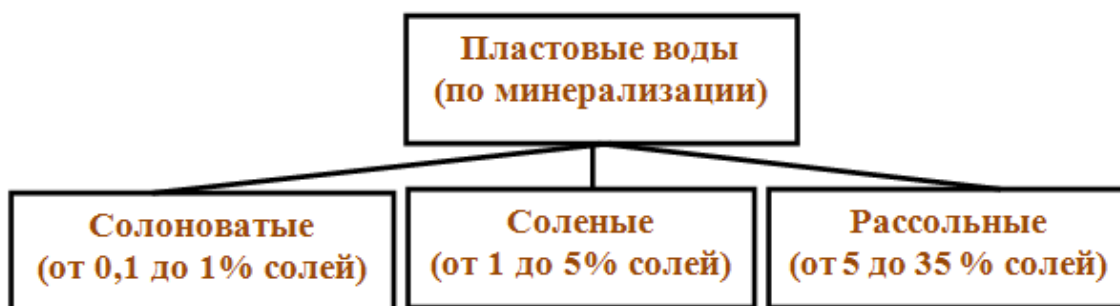 Пластовые воды
(по минерализации)
Солоноватые
(от 0,1 до 1% солей)
Соленые
(от 1 до 5% солей)
Рассольные
(от 5 до 35 % солей)